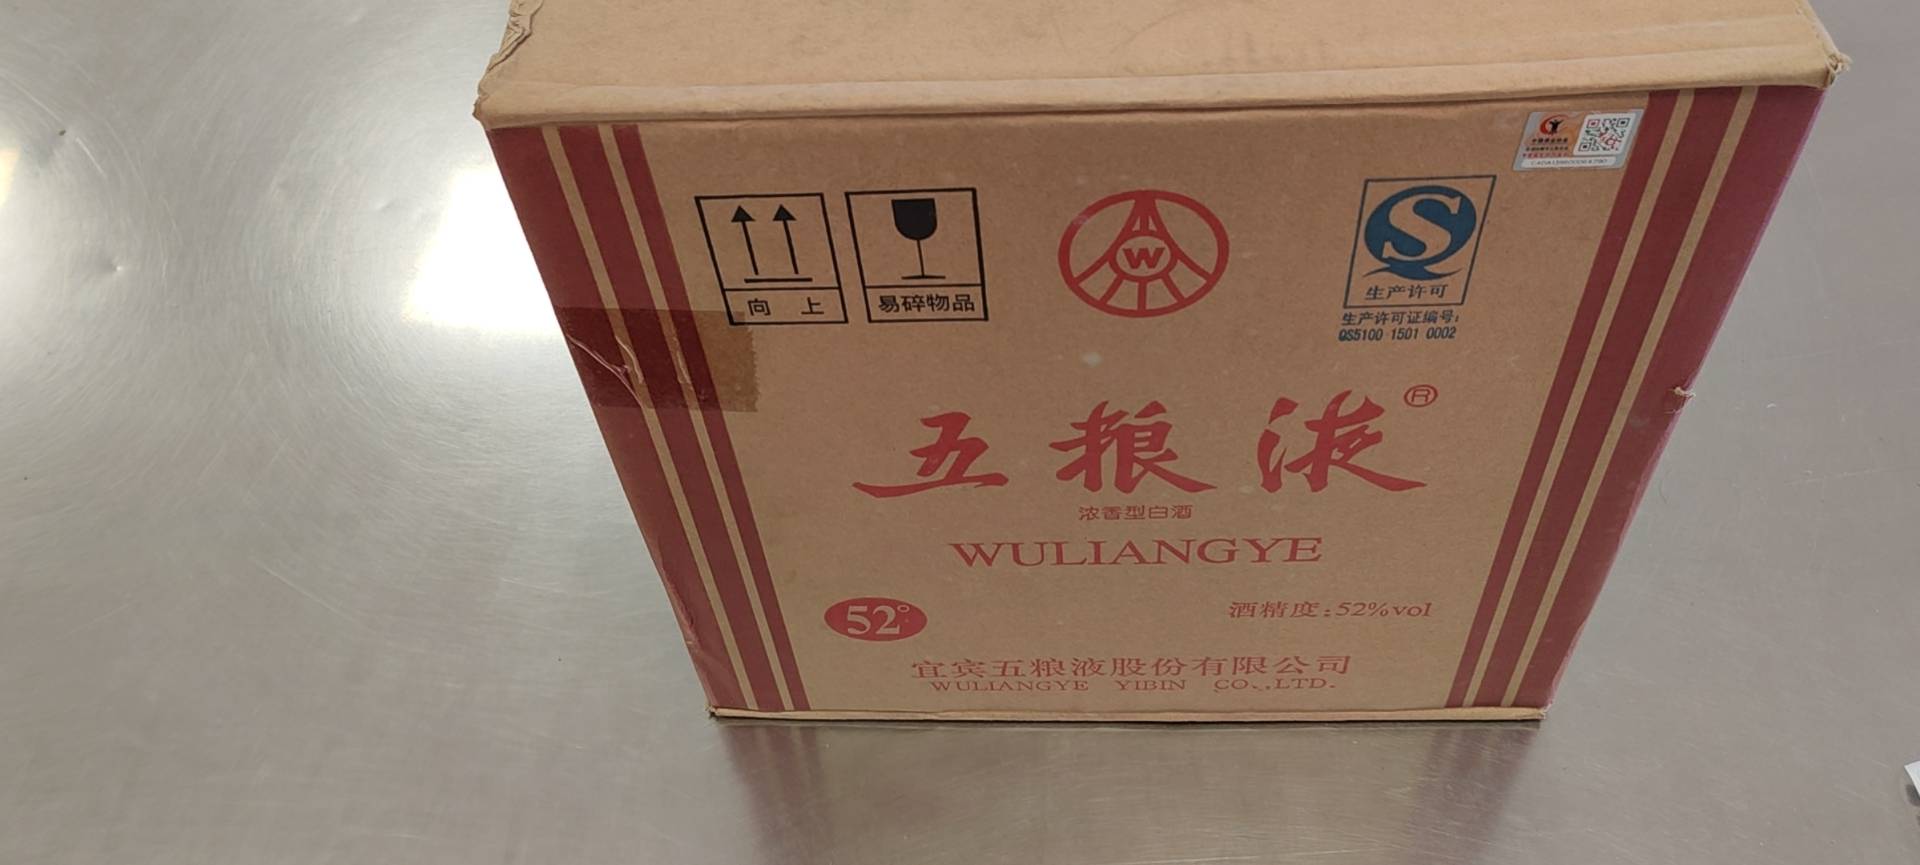 向 上
易碎物品
W
生产许可
生产许可证编号:
QS5100 1501 0002
五粮液®
浓香型白酒
WULIANGYE
52°
酒精度:52%vol
宜宾五粮液股份有限公司
WULIANGYE YIBIN CO.,LTD.